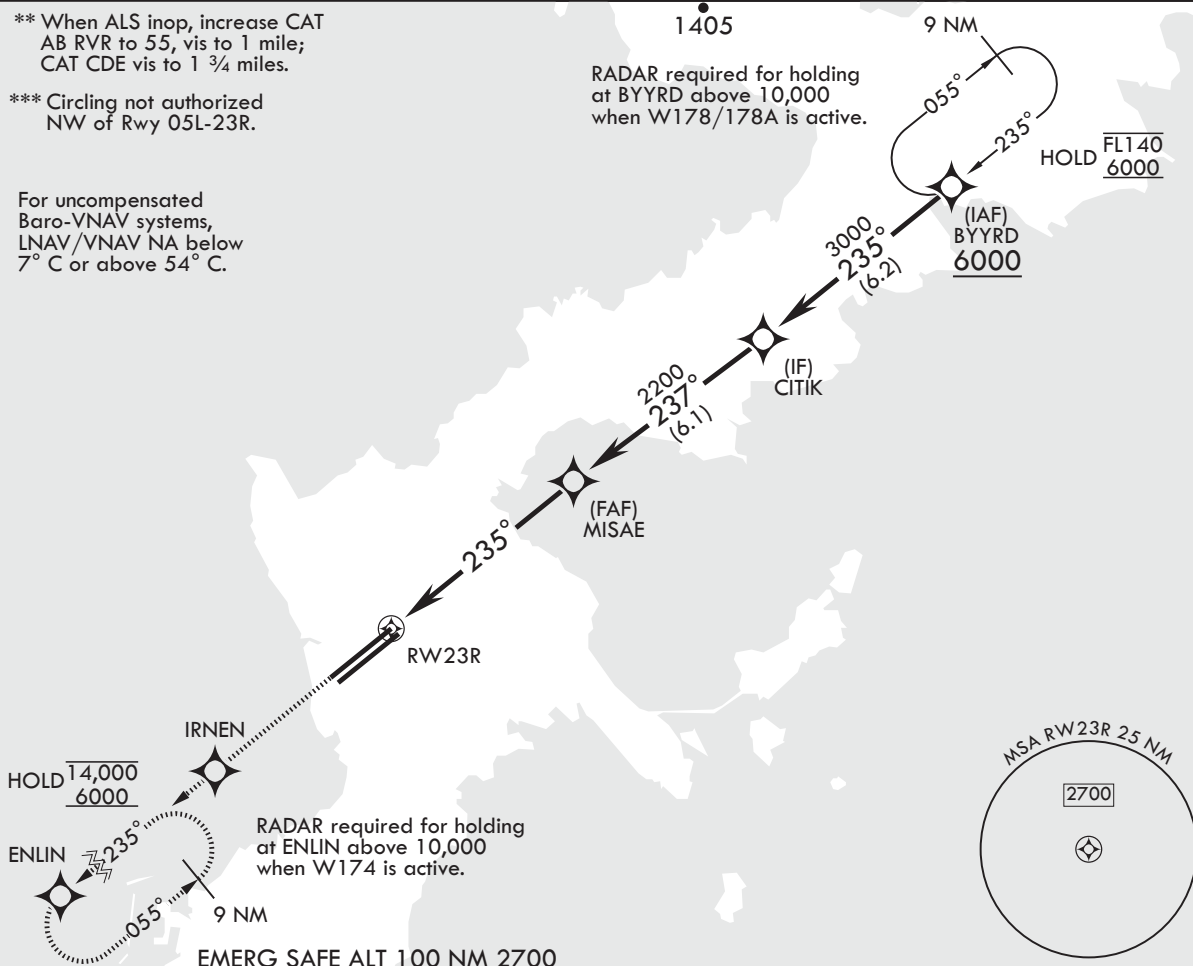 ** When ALS inop, increase CAT
AB RVR to 55, vis to 1 mile;
CAT CDE vis to 1 ¾ miles.
*** Circling not authorized
NW of Rwy 05L-23R.
For uncompensated
Baro-VNAV systems,
LNAV/VNAV NA below
7° C or above 54° C.
1405
RADAR required for holding
at BYYRD above 10,000
when W178/178A is active.
9 NM
055°
235°
HOLD FL140
6000
(IAF)
BYYRD
6000
3000
235°
(6.2)
(IF)
CITIK
2200
237°
(6.1)
(FAF)
MISAE
235°
RW23R
IRNEN
HOLD 14,000
6000
ENLIN
235°
055°
9 NM
RADAR required for holding
at ENLIN above 10,000
when W174 is active.
EMERG SAFE ALT 100 NM 2700
MSA RW23R 25 NM
2700